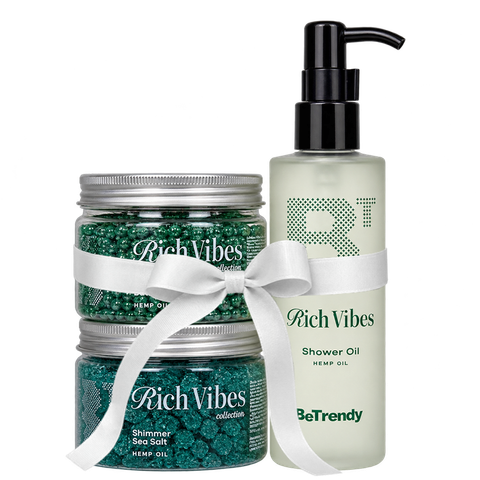 Rich Vibes
collection
HEMP OIL
Rich Vibes
collection
Shimmer
Sea Salt
HEMP OIL
BT
Rich Vibes
Shower Oil
HEMP OIL
BeTrendy